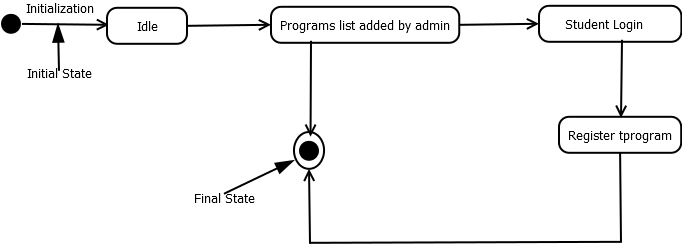 Initialization
Idle
Programs list added by admin
Student Login
Initial State
Register tprogram
Final State